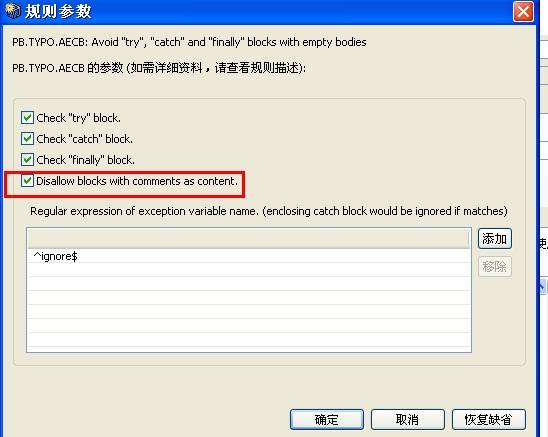 规则参数
PB.TYPO.AECB: Avoid "try", "catch" and "finally" blocks with empty bodies
PB.TYPO.AECB 的参数 (如需详细资料，请查看规则描述):
Check "try" block.
Check "catch" block.
Check "finally" block.
Disallow blocks with comments as content.
Regular expression of exception variable name. (enclosing catch block would be ignored if matches)
添加
^ignore$
移除
确定
取消
恢复缺省